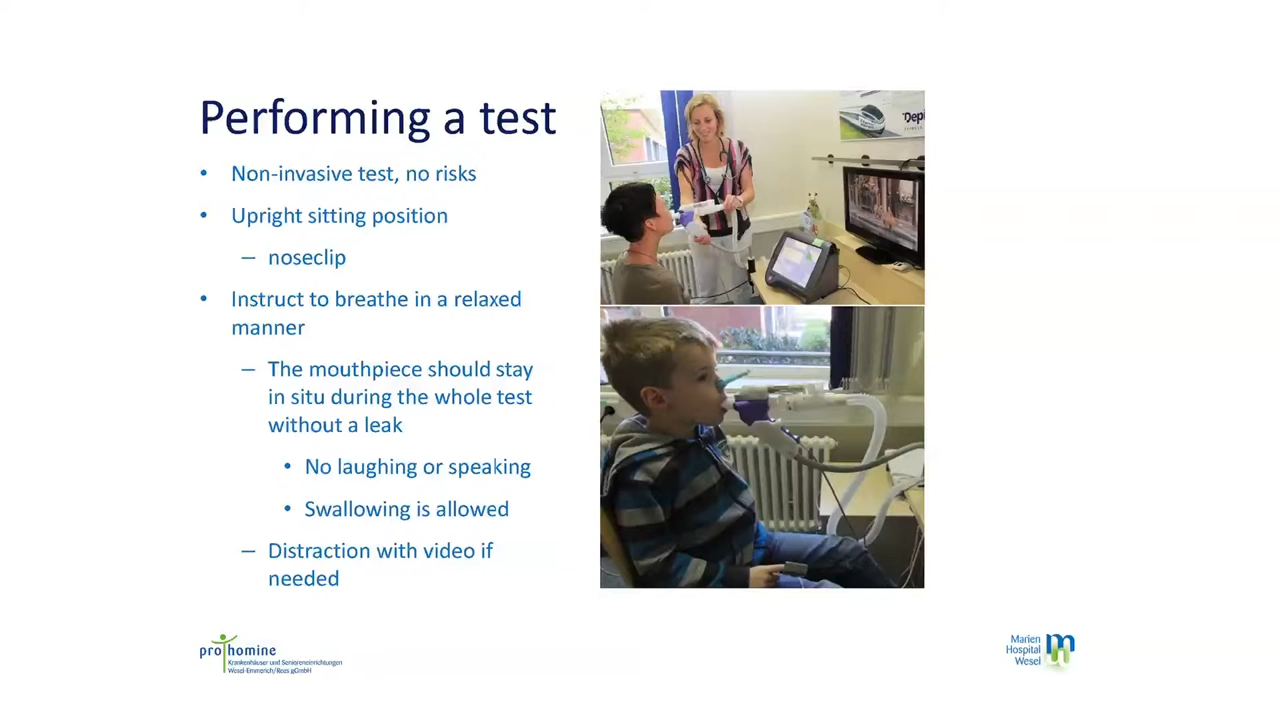 Performing a test
• Non-invasive test, no risks
• Upright sitting position
– noseclip
• Instruct to breathe in a relaxed
manner
– The mouthpiece should stay
in situ during the whole test
without a leak
• No laughing or speaking
• Swallowing is allowed
– Distraction with video if
needed
Depi
prohomine
Krankenhäuser und Senioreneinrichtungen
Wesel-Emmerich/Rees gGmbH
Marien
Hospital
Wesel